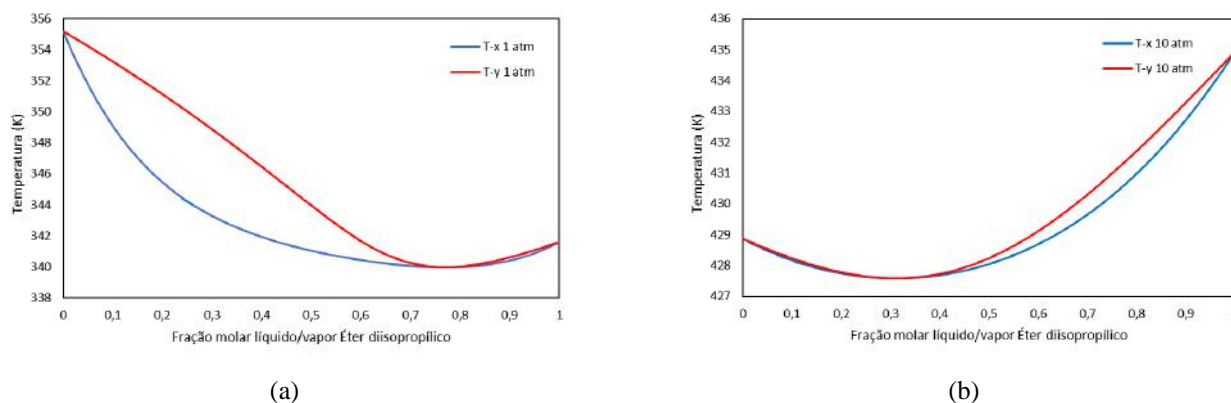 356
354
352
350
348
346
344
342
340
338
Temperatura (K)
T-x 1 atm
T-y 1 atm
0 0,1 0,2 0,3 0,4 0,5 0,6 0,7 0,8 0,9 1
Fração molar líquido/vapor Éter diisopropílico
(a)
436
435
434
433
432
431
430
429
428
427
Temperatura (K)
T-x 10 atm
T-y 10 atm
0 0,1 0,2 0,3 0,4 0,5 0,6 0,7 0,8 0,9
Fração molar líquido/vapor Éter diisopropílico
(b)